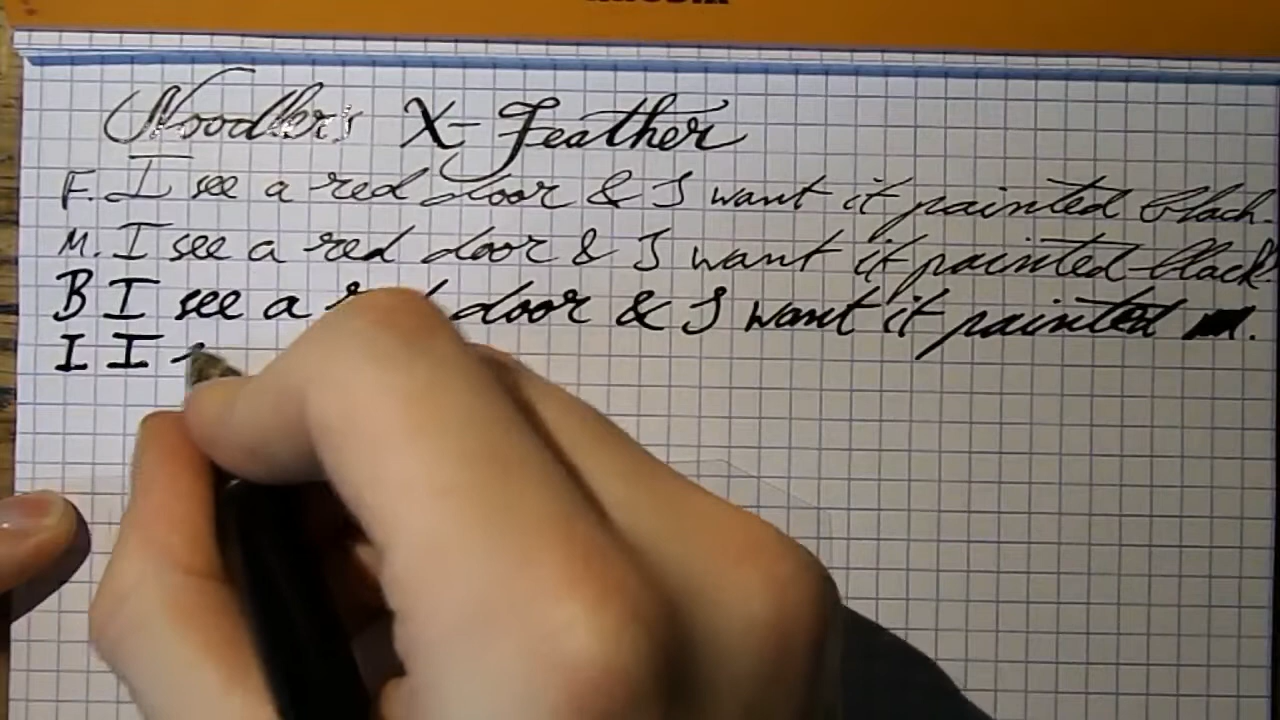 Noodler's X-Feather
F. I see a red door & I want it painted black.
M. I see a red door & I want it painted black.
B I see a red door & I want it painted
I I